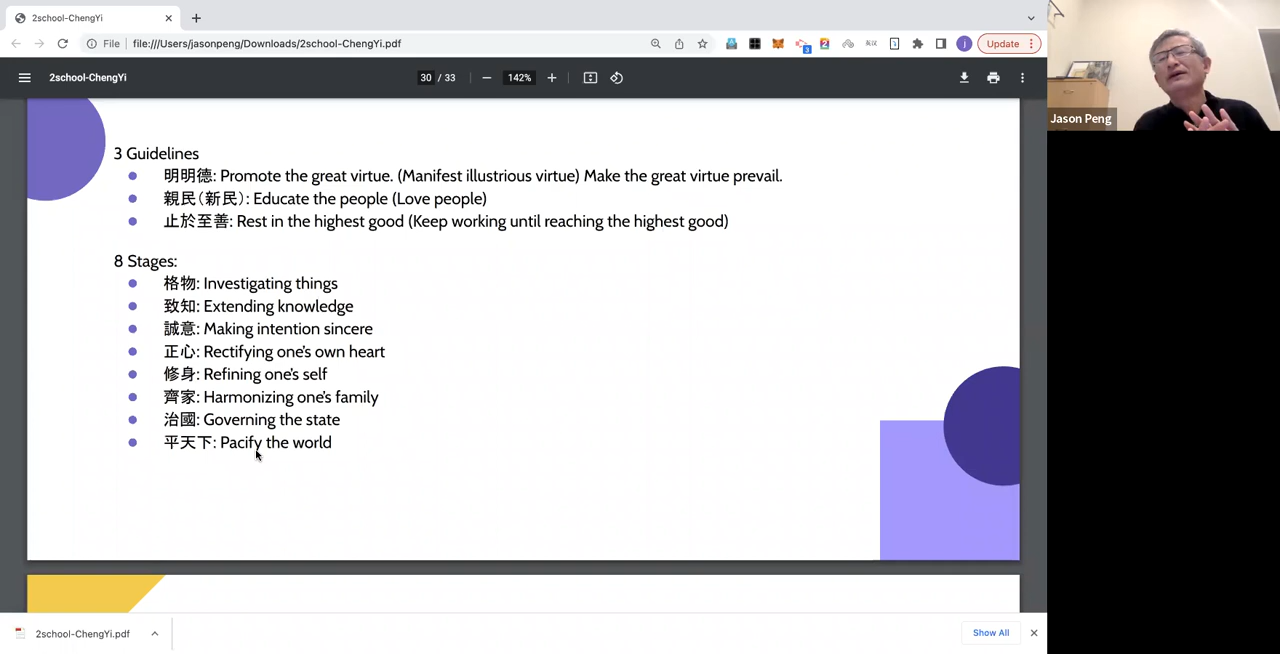 2school-ChengYi
File
file:///Users/jasonpeng/Downloads/2school-ChengYi.pdf
3
2
j
Update
2school-ChengYi
30 / 33
142%
Jason Peng
3 Guidelines
明明德: Promote the great virtue. (Manifest illustrious virtue) Make the great virtue prevail.
親民(新民): Educate the people (Love people)
止於至善: Rest in the highest good (Keep working until reaching the highest good)
8 Stages:
格物: Investigating things
致知: Extending knowledge
誠意: Making intention sincere
正心: Rectifying one's own heart
修身: Refining one's self
齊家: Harmonizing one's family
治國: Governing the state
平天下: Pacify the world
2school-ChengYi.pdf
Show All